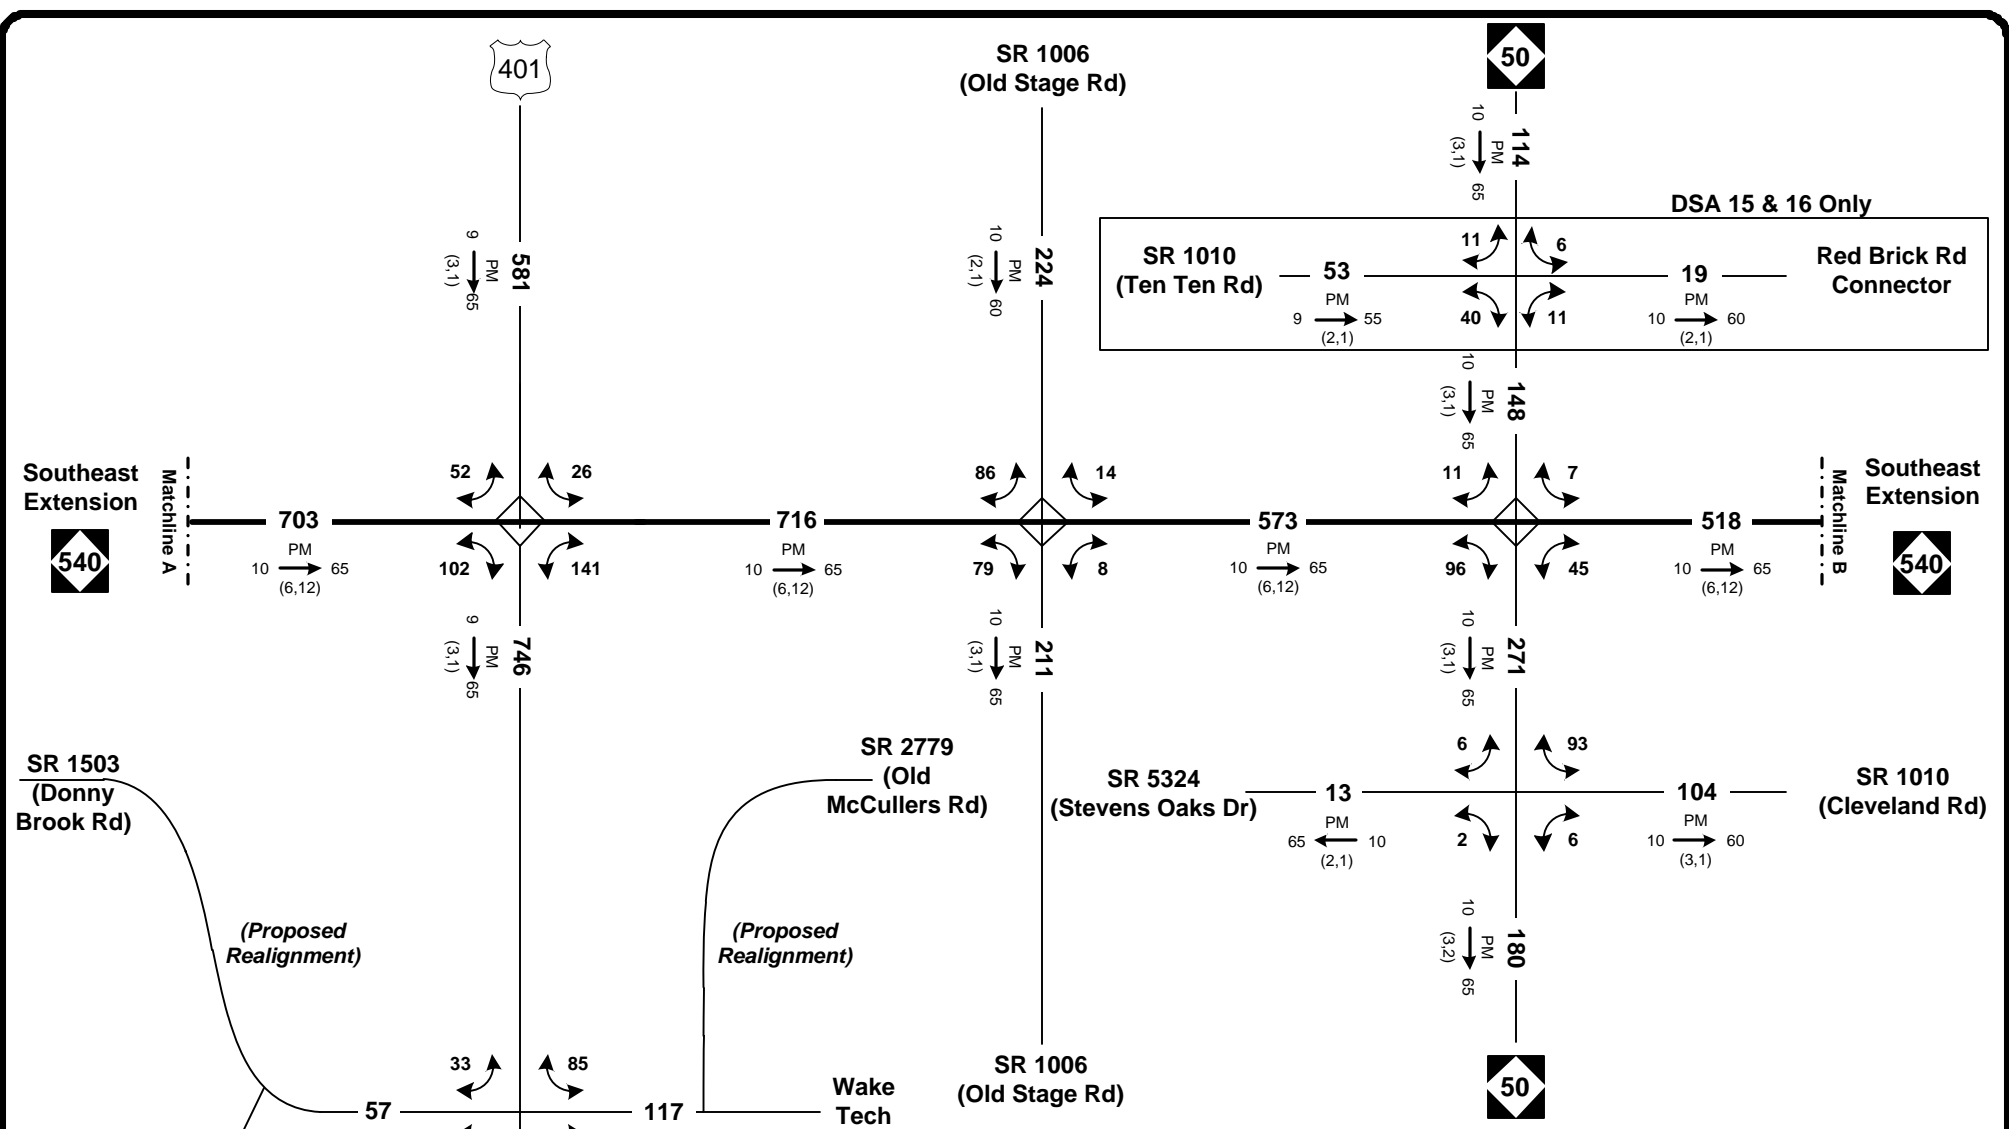 401
SR 1006
(Old Stage Rd)
50
10
PM
(3,1)
65
114
DSA 15 & 16 Only
9
PM
(3,1)
65
581
10
PM
(2,1)
60
224
SR 1010
(Ten Ten Rd)
53
PM
9 55
(2,1)
11
6
40
11
19
PM
10 60
(2,1)
Red Brick Rd
Connector
10
PM
(3,1)
65
148
Southeast
Extension
540
Matchline A
703
PM
10 65
(6,12)
52
26
102
141
716
PM
10 65
(6,12)
86
14
79
8
573
PM
10 65
(6,12)
11
7
96
45
518
PM
10 65
(6,12)
Matchline B
Southeast
Extension
540
9
PM
(3,1)
65
746
10
PM
(3,1)
65
211
10
PM
(3,1)
65
271
SR 1503
(Donny
Brook Rd)
SR 2779
(Old
McCullers Rd)
SR 5324
(Stevens Oaks Dr)
13
PM
65 10
(2,1)
6
93
2
6
104
PM
10 60
(3,1)
SR 1010
(Cleveland Rd)
(Proposed
Realignment)
(Proposed
Realignment)
10
PM
(3,2)
65
180
33
85
57
117
Wake
Tech
SR 1006
(Old Stage Rd)
50